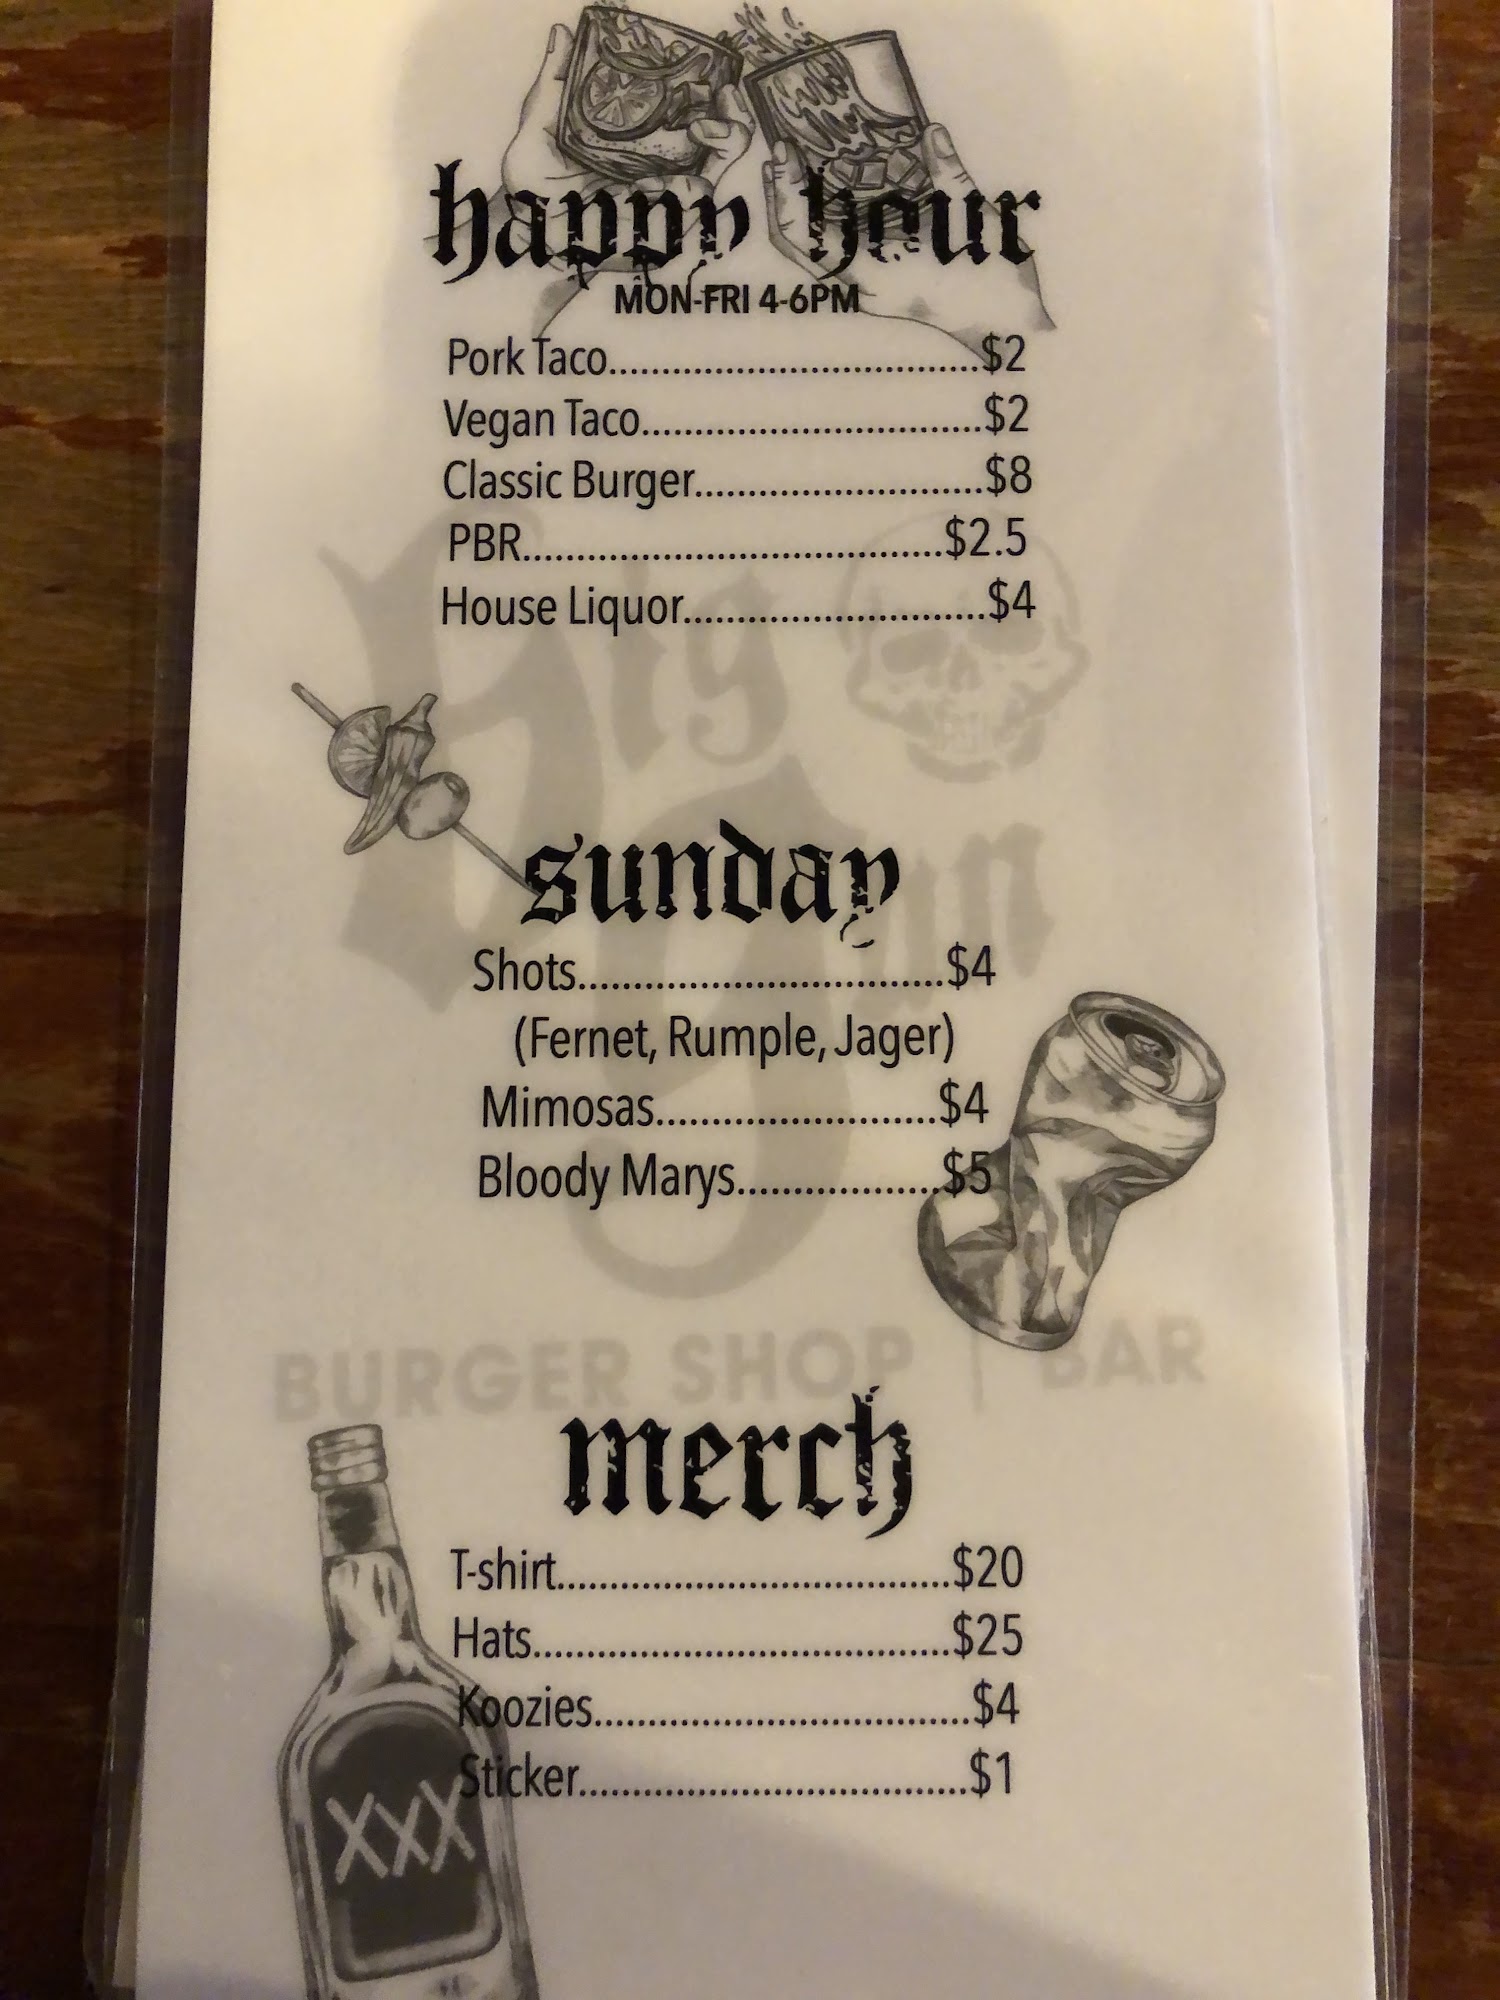 happy hour
MON-FRI 4-6PM
Pork Taco....................................$2
Vegan Taco.................................$2
Classic Burger............................$8
PBR.........................................$2.5
House Liquor.............................$4
Big
sunday
Shots...................................$4
(Fernet, Rumple, Jager)
Mimosas...........................$4
Bloody Marys...................$5
BURGER SHOP | BAR
merch
T-shirt......................................$20
Hats........................................$25
Koozies....................................$4
Sticker.....................................$1
XXX